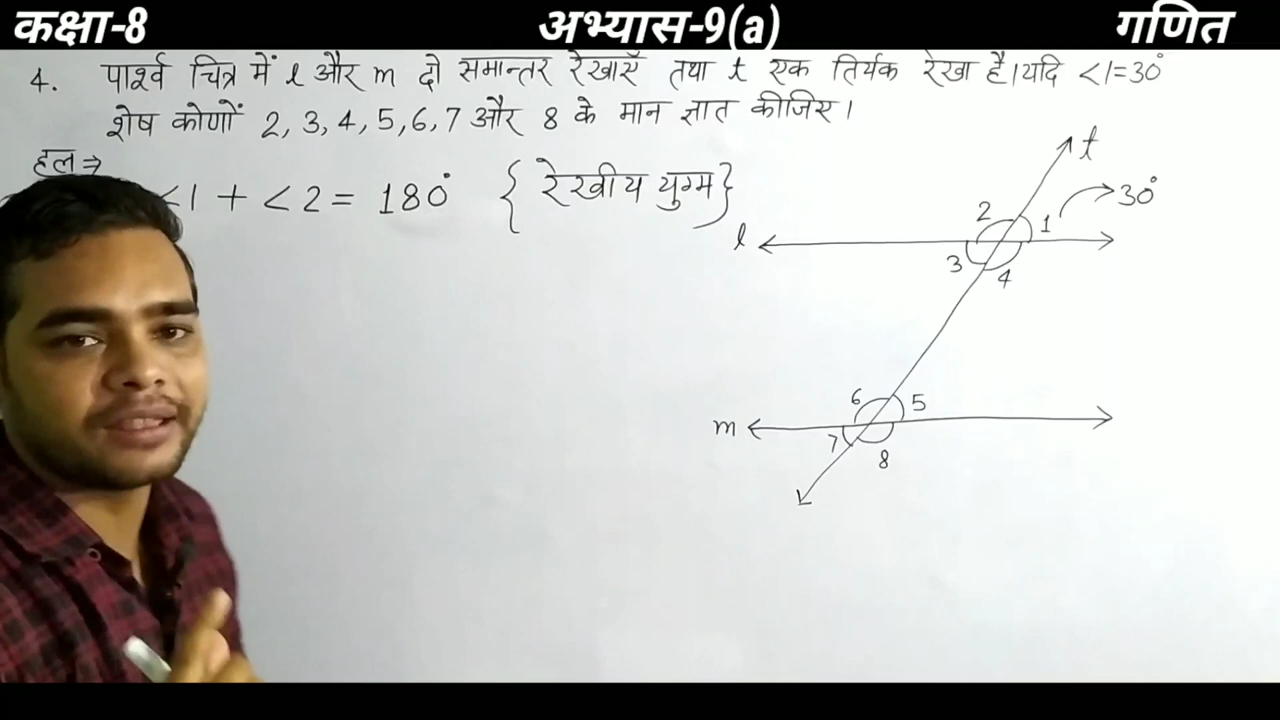 कक्षा-8 अभ्यास-9(a) गणित
4. पार्श्व चित्र में l और m दो समान्तर रेखाएँ तथा t एक तिर्यक रेखा है। यदि <1=30°
शेष कोणों 2, 3, 4, 5, 6, 7 और 8 के मान ज्ञात कीजिए।
हल⇒
<1 + <2 = 180° { रेखीय युग्म }
t
30°
2 1
l
3 4
6 5
m
7 8